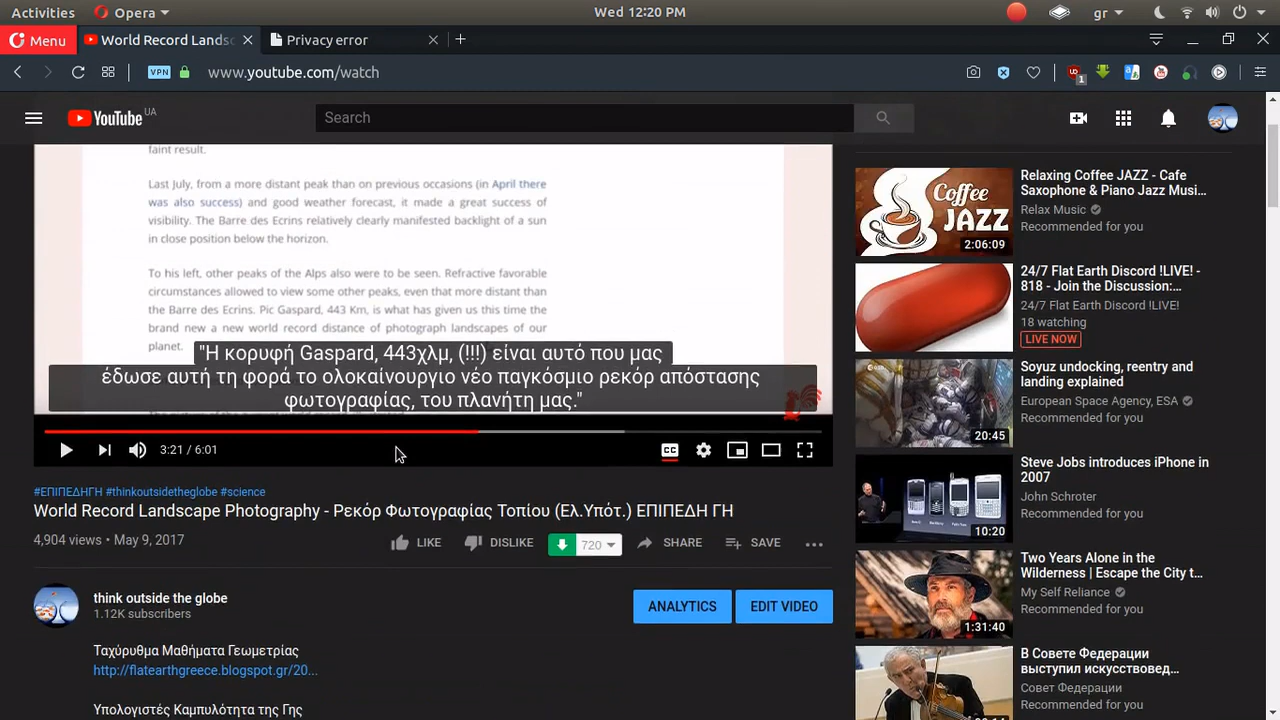 Activities
Opera
Wed 12:20 PM
gr
Menu
World Record Lands
Privacy error
VPN
www.youtube.com/watch
1
YouTube UA
Search
faint result.
Last July, from a more distant peak than on previous occasions (in April there
was also success) and good weather forecast, it made a great success of
visibility. The Barre des Ecrins relatively clearly manifested backlight of a sun
in close position below the horizon.
To his left, other peaks of the Alps also were to be seen. Refractive favorable
circumstances allowed to view some other peaks, even that more distant than
the Barre des Ecrins. Pic Gaspard, 443 Km, is what has given us this time the
brand new a new world record distance of photograph landscapes of our
planet.
"Η κορυφή Gaspard, 443χλμ, (!!!) είναι αυτό που μας
έδωσε αυτή τη φορά το ολοκαίνουργιο νέο παγκόσμιο ρεκόρ απόστασης
φωτογραφίας, του πλανήτη μας."
3:21 / 6:01
CC
#ΕΠΙΠΕΔΗΓΗ #thinkoutsidetheglobe #science
World Record Landscape Photography - Ρεκόρ Φωτογραφίας Τοπίου (Ελ.Υπότ.) ΕΠΙΠΕΔΗ ΓΗ
4,904 views • May 9, 2017
LIKE
DISLIKE
720
SHARE
SAVE
think outside the globe
1.12K subscribers
ANALYTICS
EDIT VIDEO
Ταχύρυθμα Μαθήματα Γεωμετρίας
http://flatearthgreece.blogspot.gr/20...
Υπολογιστές Καμπυλότητα της Γης
Coffee
JAZZ
2:06:09
Relaxing Coffee JAZZ - Cafe
Saxophone & Piano Jazz Musi...
Relax Music
Recommended for you
24/7 Flat Earth Discord !LIVE! -
818 - Join the Discussion:
24/7 Flat Earth Discord !LIVE!
18 watching
LIVE NOW
20:45
Soyuz undocking, reentry and
landing explained
European Space Agency, ESA
Recommended for you
10:20
Steve Jobs introduces iPhone in
2007
John Schroter
Recommended for you
1:31:40
Two Years Alone in the
Wilderness | Escape the City t...
My Self Reliance
Recommended for you
В Совете Федерации
выступил искусствовед...
Совет Федерации
Recommended for you